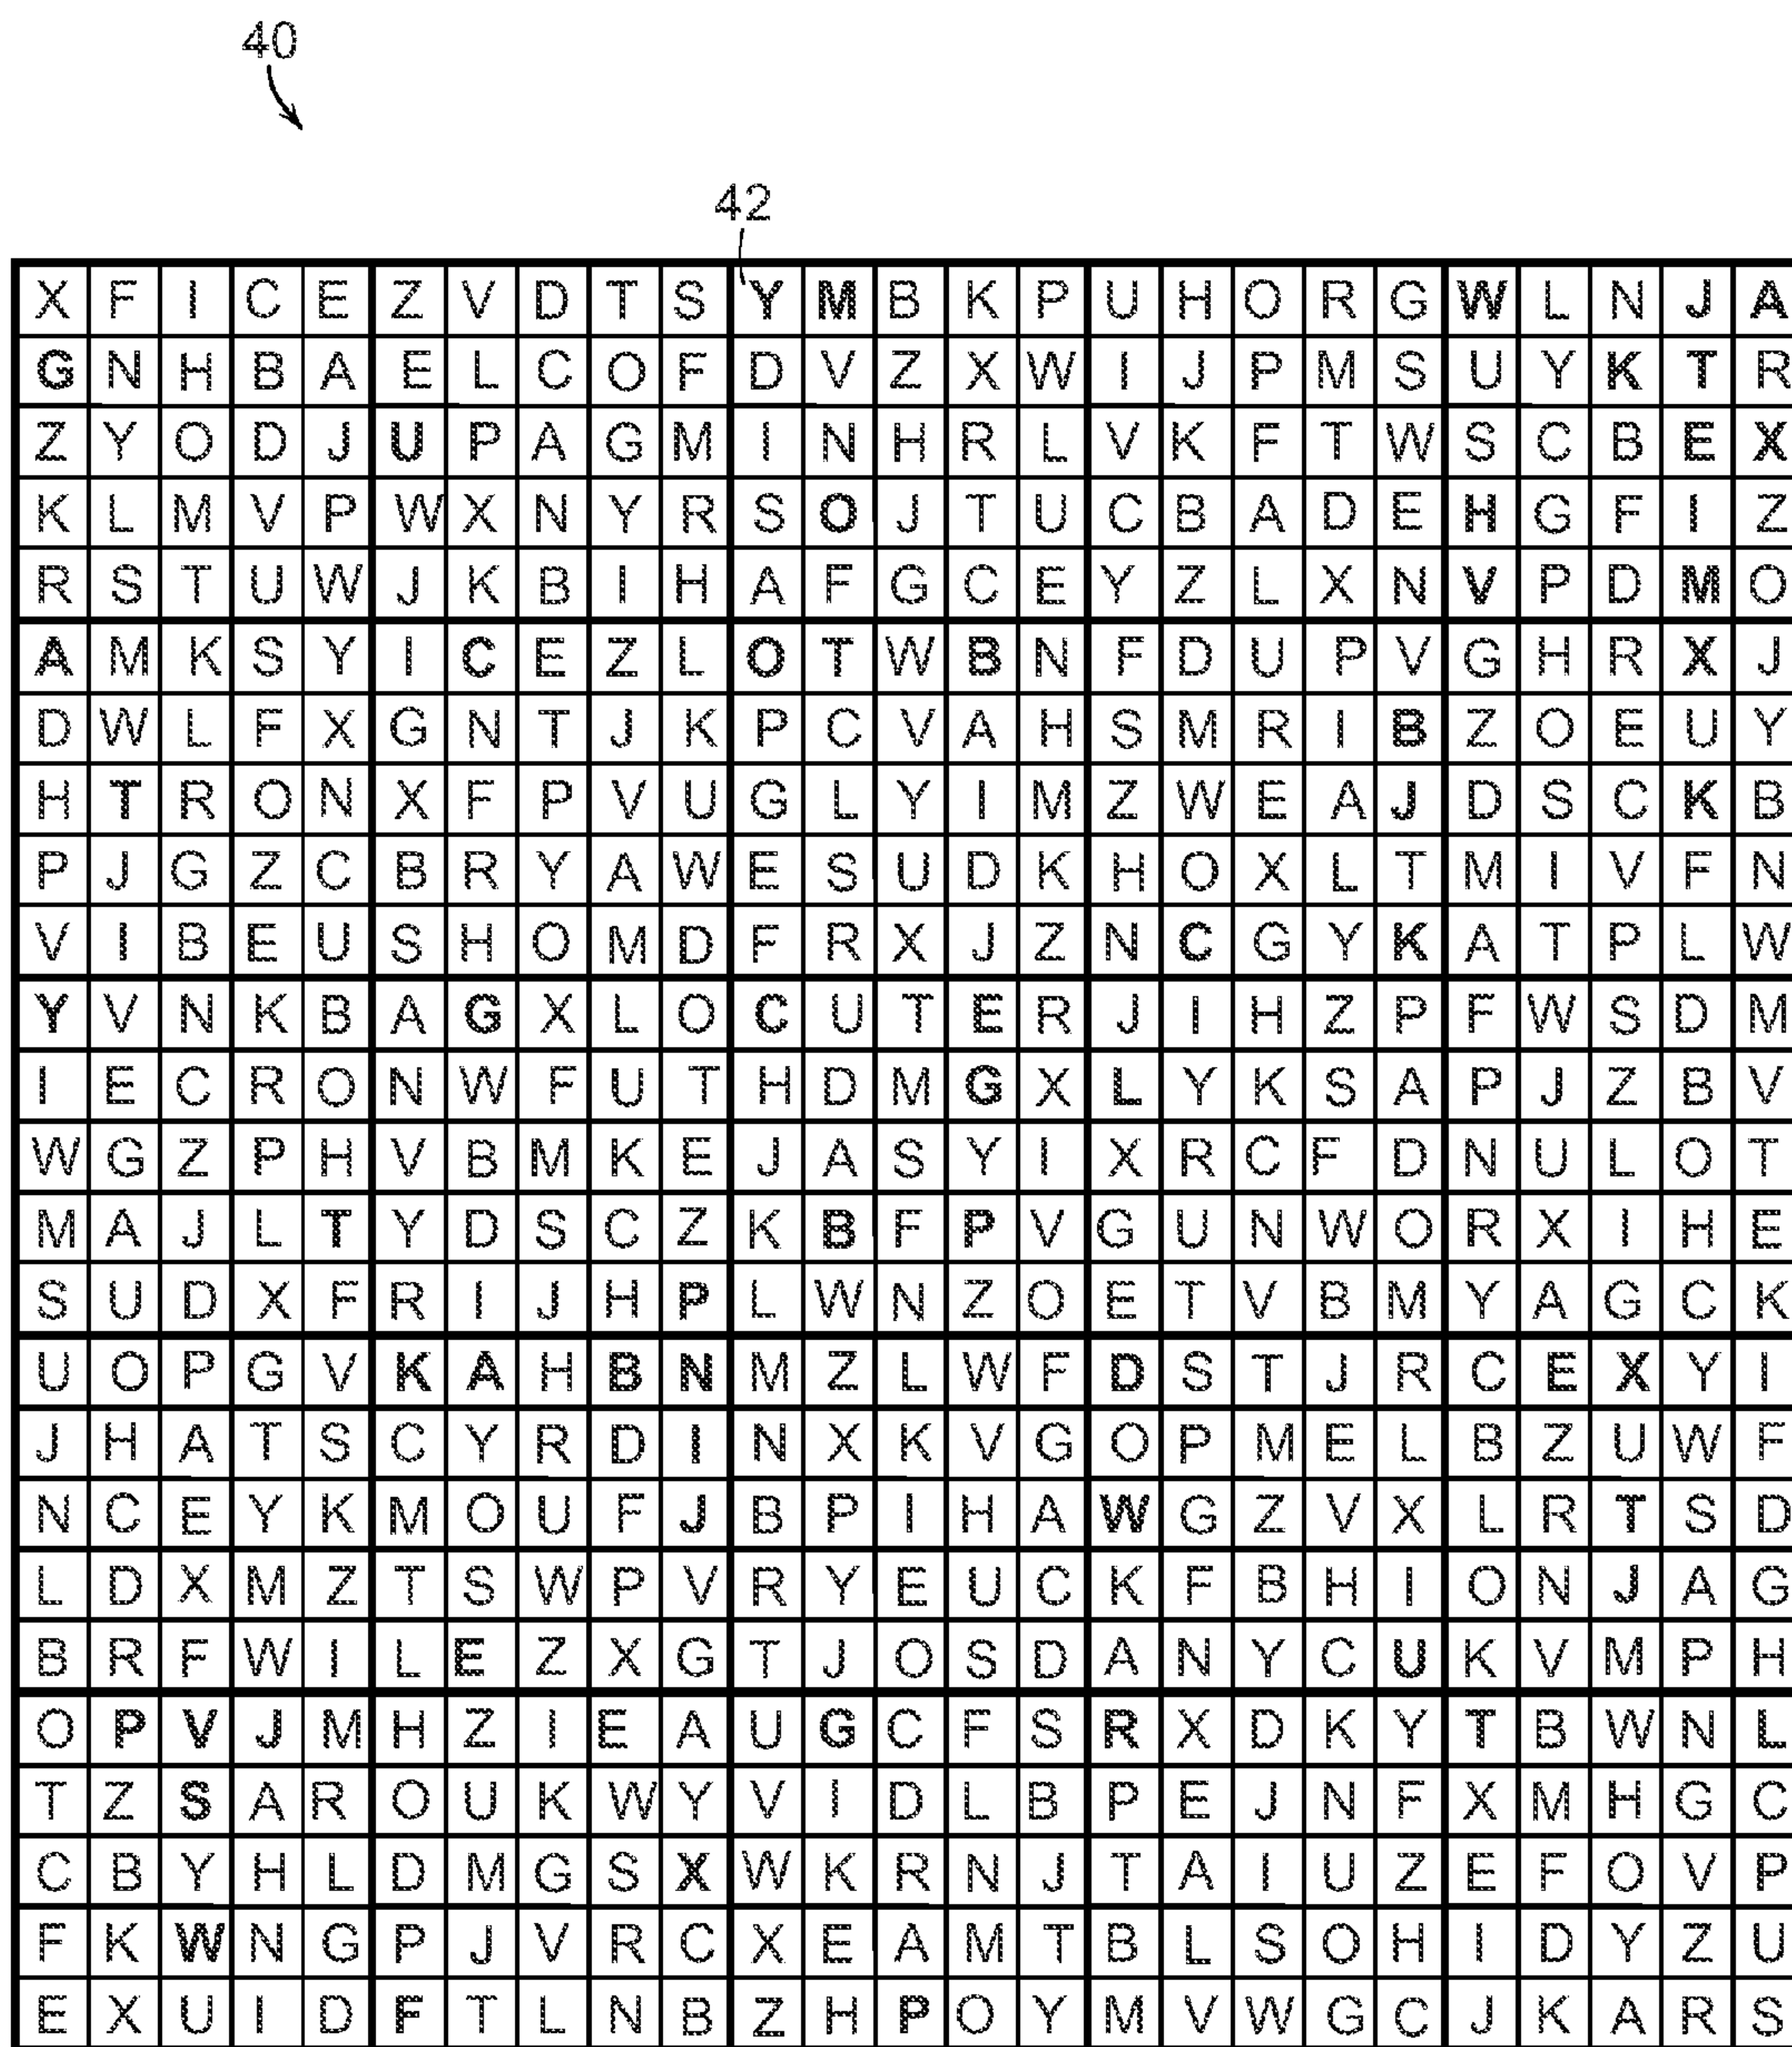 40
42
X F I C E Z V D T S Y M B K P U H O R G W L N J A
G N H B A E L C O F D V Z X W I J P M S U Y K T R
Z Y O D J U P A G M I N H R L V K F T W S C B E X
K L M V P W X N Y R S O J T U C B A D E H G F I Z
R S T U W J K B I H A F G C E Y Z L X N V P D M O
A M K S Y I C E Z L O T W B N F D U P V G H R X J
D W L F X G N T J K P C V A H S M R I B Z O E U Y
H T R O N X F P V U G L Y I M Z W E A J D S C K B
P J G Z C B R Y A W E S U D K H O X L T M I V F N
V I B E U S H O M D F R X J Z N C G Y K A T P L W
Y V N K B A G X L O C U T E R J I H Z P F W S D M
I E C R O N W F U T H D M G X L Y K S A P J Z B V
W G Z P H V B M K E J A S Y I X R C F D N U L O T
M A J L T Y D S C Z K B F P V G U N W O R X I H E
S U D X F R I J H P L W N Z O E T V B M Y A G C K
U O P G V K A H B N M Z L W F D S T J R C E X Y I
J H A T S C Y R D I N X K V G O P M E L B Z U W F
N C E Y K M O U F J B P I H A W G Z V X L R T S D
L D X M Z T S W P V R Y E U C K F B H I O N J A G
B R F W I L E Z X G T J O S D A N Y C U K V M P H
O P V J M H Z I E A U G C F S R X D K Y T B W N L
T Z S A R O U K W Y V I D L B P E J N F X M H G C
C B Y H L D M G S X W K R N J T A I U Z E F O V P
F K W N G P J V R C X E A M T B L S O H I D Y Z U
E X U I D F T L N B Z H P O Y M V W G C J K A R S